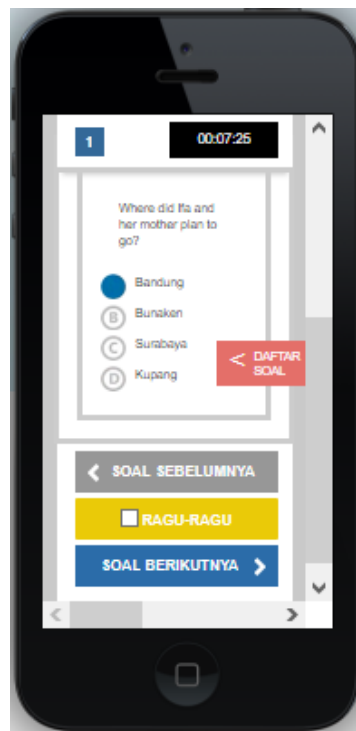 1
00:07:25
Where did Ifa and
her mother plan to
go?
Bandung
B Bunaken
C Surabaya
D Kupang
< DAFTAR
SOAL
SOAL SEBELUMNYA
RAGU-RAGU
SOAL BERIKUTNYA